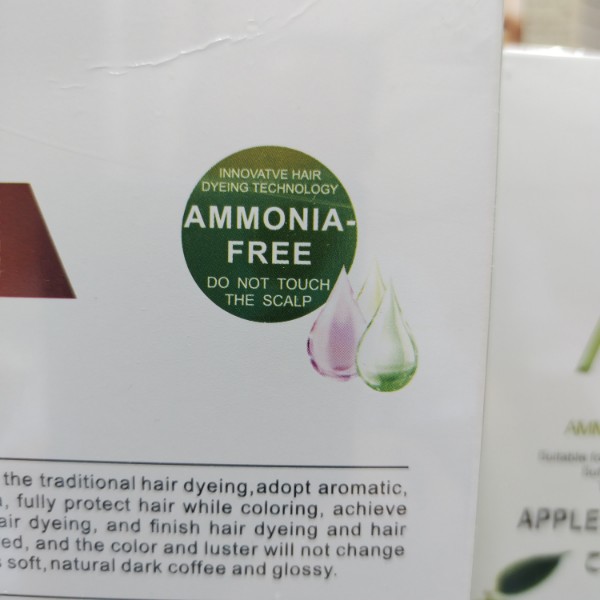 INNOVATVE HAIR
DYEING TECHNOLOGY
AMMONIA-
FREE
DO NOT TOUCH
THE SCALP
the traditional hair dyeing,adopt aromatic,
, fully protect hair while coloring, achieve
air dyeing, and finish hair dyeing and hair
ed, and the color and luster will not change
s soft,natural dark coffee and glossy.
AMM
Suitable
APPLE
C